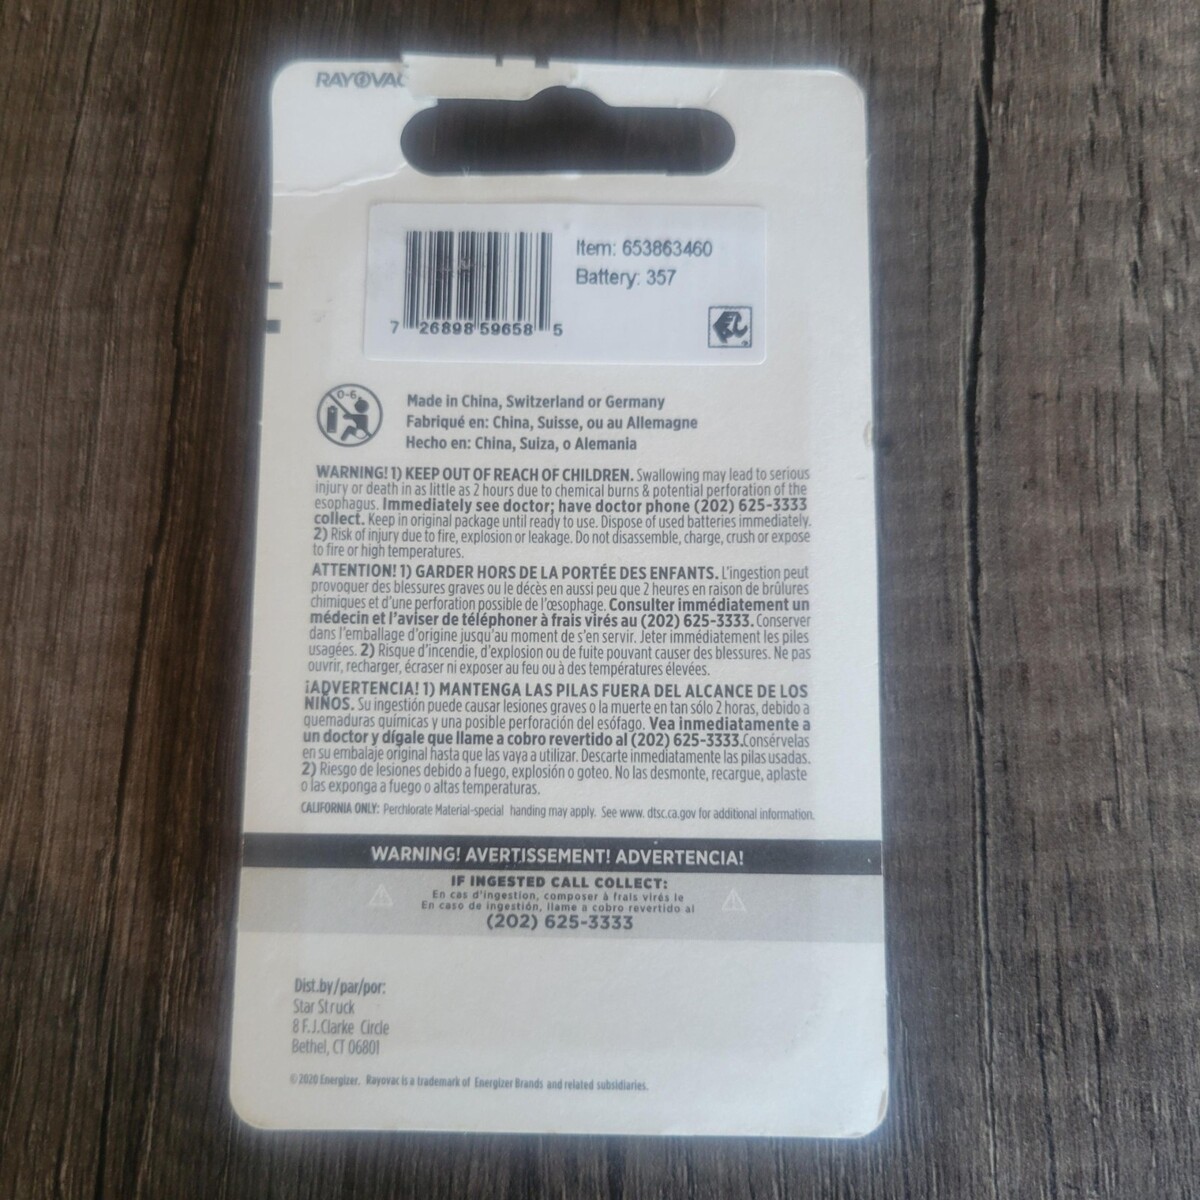 RAYOVAC
Item: 653863460
Battery: 357
7 26898 59658 5
0-6
Made in China, Switzerland or Germany
Fabriqué en: China, Suisse, ou au Allemagne
Hecho en: China, Suiza, o Alemania
WARNING! 1) KEEP OUT OF REACH OF CHILDREN. Swallowing may lead to serious
injury or death in as little as 2 hours due to chemical burns & potential perforation of the
esophagus. Immediately see doctor; have doctor phone (202) 625-3333
collect. Keep in original package until ready to use. Dispose of used batteries immediately.
2) Risk of injury due to fire, explosion or leakage. Do not disassemble, charge, crush or expose
to fire or high temperatures.
ATTENTION! 1) GARDER HORS DE LA PORTÉE DES ENFANTS. L'ingestion peut
provoquer des blessures graves ou le décès en aussi peu que 2 heures en raison de brûlures
chimiques et d'une perforation possible de l'œsophage. Consulter immédiatement un
médecin et l'aviser de téléphoner à frais virés au (202) 625-3333. Conserver
dans l'emballage d'origine jusqu'au moment de s'en servir. Jeter immédiatement les piles
usagées. 2) Risque d'incendie, d'explosion ou de fuite pouvant causer des blessures. Ne pas
ouvrir, recharger, écraser ni exposer au feu ou à des températures élevées.
¡ADVERTENCIA! 1) MANTENGA LAS PILAS FUERA DEL ALCANCE DE LOS
NIÑOS. Su ingestión puede causar lesiones graves o la muerte en tan sólo 2 horas, debido a
quemaduras químicas y una posible perforación del esófago. Vea inmediatamente a
un doctor y dígale que llame a cobro revertido al (202) 625-3333.Consérvelas
en su embalaje original hasta que las vaya a utilizar. Descarte inmediatamente las pilas usadas.
2) Riesgo de lesiones debido a fuego, explosión o goteo. No las desmonte, recargue, aplaste
o las exponga a fuego o altas temperaturas.
CALIFORNIA ONLY: Perchlorate Material-special handing may apply. See www. dtsc.ca.gov for additional information.
WARNING! AVERTISSEMENT! ADVERTENCIA!
IF INGESTED CALL COLLECT:
En cas d'ingestion, composer à frais virés le
En caso de ingestión, llame a cobro revertido al
(202) 625-3333
Dist.by/par/por:
Star Struck
8 F.J.Clarke Circle
Bethel, CT 06801
©2020 Energizer. Rayovac is a trademark of Energizer Brands and related subsidiaries.